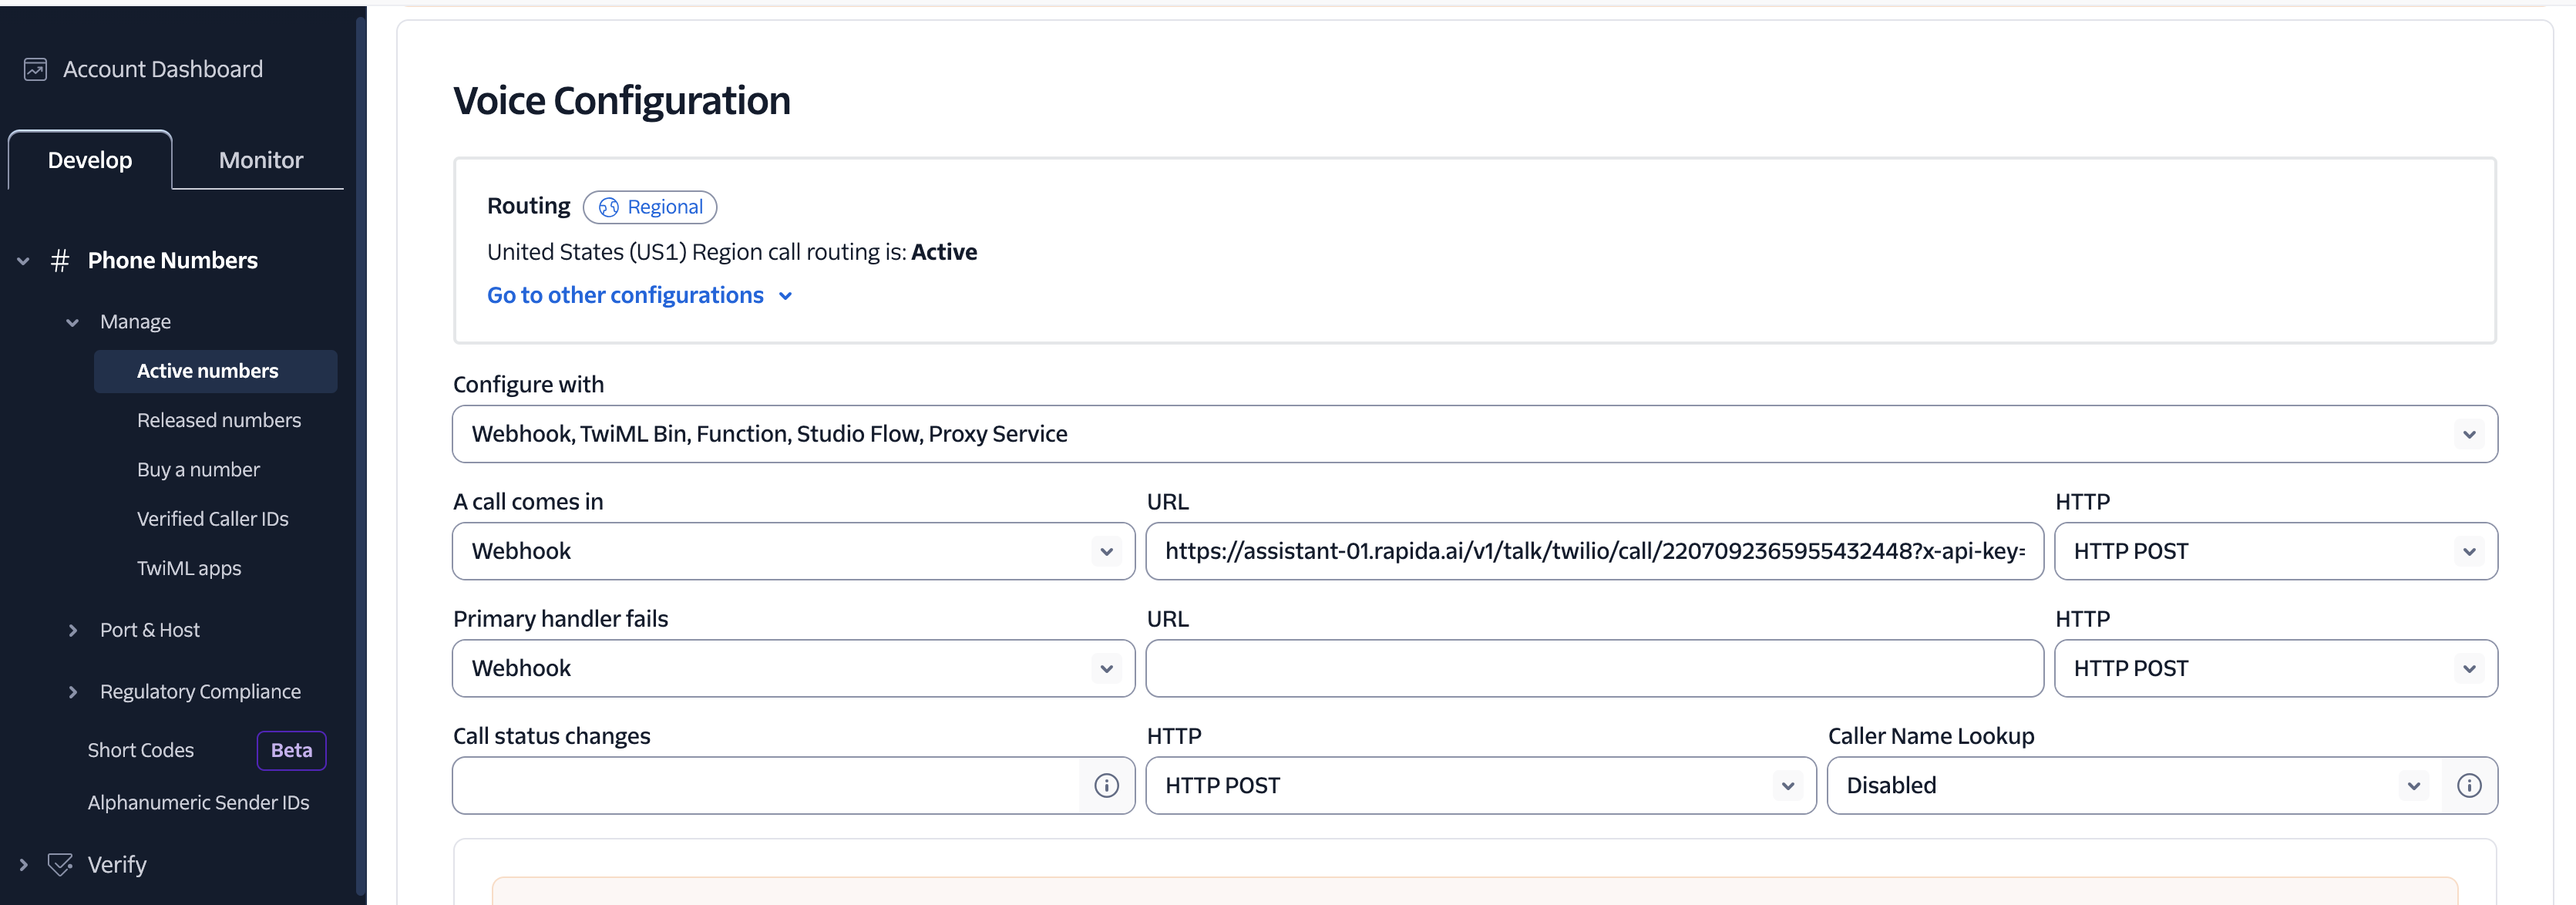 Account Dashboard
Develop
Monitor
# Phone Numbers
Manage
Active numbers
Released numbers
Buy a number
Verified Caller IDs
TwiML apps
Port & Host
Regulatory Compliance
Short Codes
Beta
Alphanumeric Sender IDs
Verify
Voice Configuration
Routing
Regional
United States (US1) Region call routing is: Active
Go to other configurations
Configure with
Webhook, TwiML Bin, Function, Studio Flow, Proxy Service
A call comes in
URL
HTTP
Webhook
https://assistant-01.rapida.ai/v1/talk/twilio/call/2207092365955432448?x-api-key=
HTTP POST
Primary handler fails
URL
HTTP
Webhook
HTTP POST
Call status changes
HTTP
Caller Name Lookup
HTTP POST
Disabled